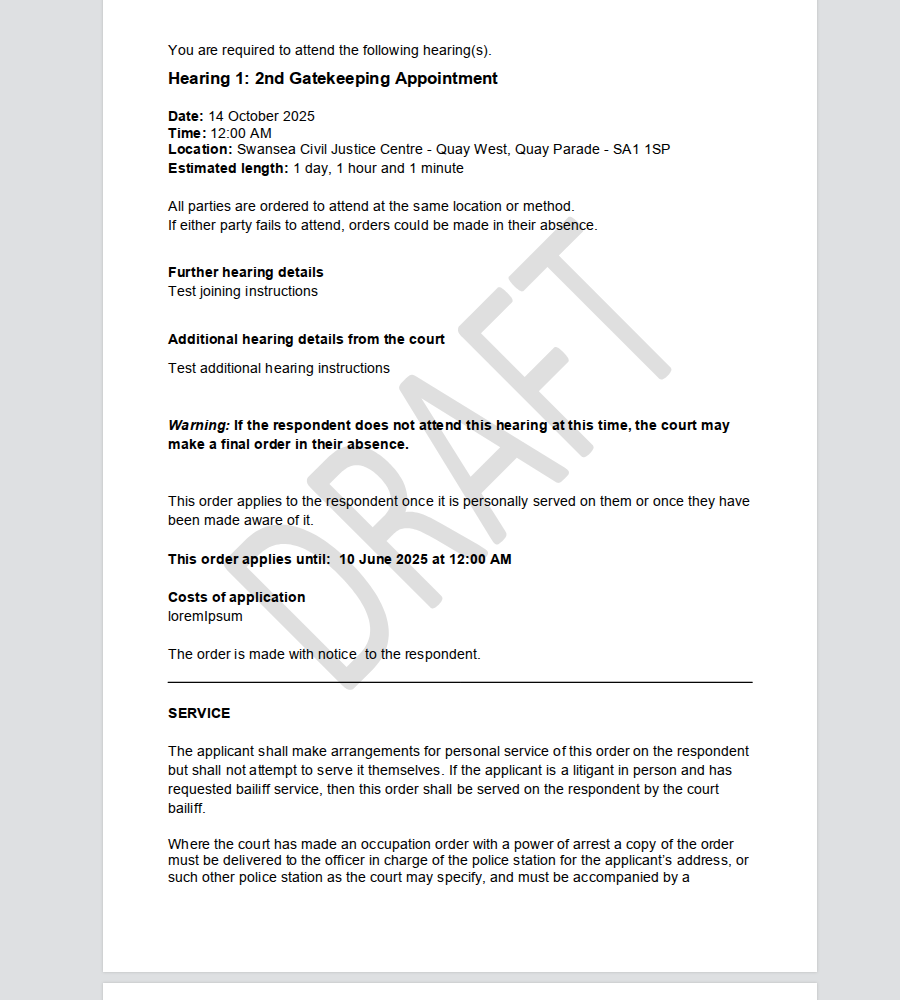 You are required to attend the following hearing(s).
Hearing 1: 2nd Gatekeeping Appointment
Date: 14 October 2025
Time: 12:00 AM
Location: Swansea Civil Justice Centre - Quay West, Quay Parade - SA1 1SP
Estimated length: 1 day, 1 hour and 1 minute
All parties are ordered to attend at the same location or method.
If either party fails to attend, orders could be made in their absence.
Further hearing details
Test joining instructions
Additional hearing details from the court
Test additional hearing instructions
Warning: If the respondent does not attend this hearing at this time, the court may
make a final order in their absence.
This order applies to the respondent once it is personally served on them or once they have
been made aware of it.
This order applies until:  10 June 2025 at 12:00 AM
Costs of application
loremIpsum
The order is made with notice  to the respondent.
SERVICE
The applicant shall make arrangements for personal service of this order on the respondent
but shall not attempt to serve it themselves. If the applicant is a litigant in person and has
requested bailiff service, then this order shall be served on the respondent by the court
bailiff.
Where the court has made an occupation order with a power of arrest a copy of the order
must be delivered to the officer in charge of the police station for the applicant's address, or
such other police station as the court may specify, and must be accompanied by a
DRAFT